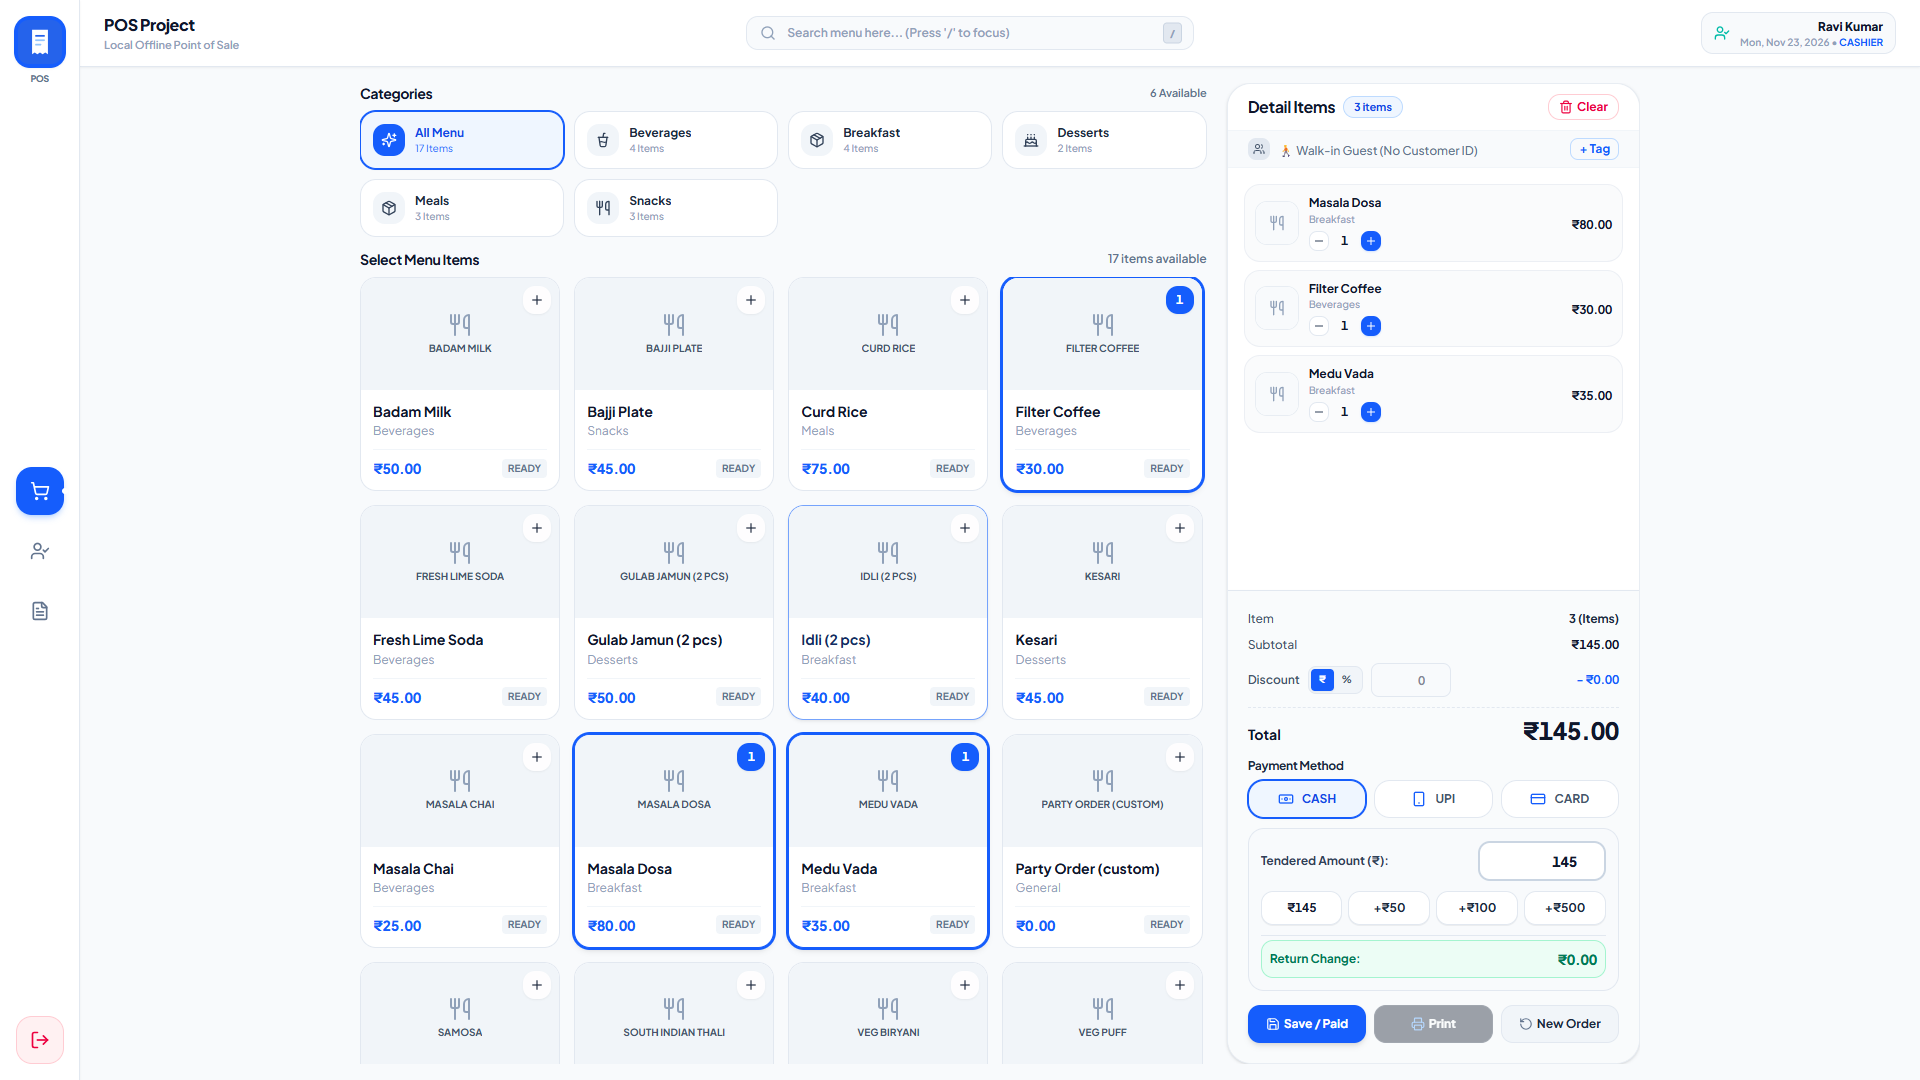 POS
POS Project
Local Offline Point of Sale
Search menu here... (Press '/' to focus)
/
Ravi Kumar
Mon, Nov 23, 2026 • CASHIER
Categories
6 Available
All Menu
17 Items
Beverages
4 Items
Breakfast
4 Items
Desserts
2 Items
Meals
3 Items
Snacks
3 Items
Select Menu Items
17 items available
BADAM MILK
Badam Milk
Beverages
₹50.00
READY
BAJJI PLATE
Bajji Plate
Snacks
₹45.00
READY
CURD RICE
Curd Rice
Meals
₹75.00
READY
1
FILTER COFFEE
Filter Coffee
Beverages
₹30.00
READY
FRESH LIME SODA
Fresh Lime Soda
Beverages
₹45.00
READY
GULAB JAMUN (2 PCS)
Gulab Jamun (2 pcs)
Desserts
₹50.00
READY
IDLI (2 PCS)
Idli (2 pcs)
Breakfast
₹40.00
READY
KESARI
Kesari
Desserts
₹45.00
READY
MASALA CHAI
Masala Chai
Beverages
₹25.00
READY
1
MASALA DOSA
Masala Dosa
Breakfast
₹80.00
READY
1
MEDU VADA
Medu Vada
Breakfast
₹35.00
READY
PARTY ORDER (CUSTOM)
Party Order (custom)
General
₹0.00
READY
SAMOSA
SOUTH INDIAN THALI
VEG BIRYANI
VEG PUFF
Detail Items
3 items
Clear
Walk-in Guest (No Customer ID)
+ Tag
Masala Dosa
Breakfast
1
₹80.00
Filter Coffee
Beverages
1
₹30.00
Medu Vada
Breakfast
1
₹35.00
Item
3 (Items)
Subtotal
₹145.00
Discount
₹
%
0
- ₹0.00
Total
₹145.00
Payment Method
CASH
UPI
CARD
Tendered Amount (₹):
145
₹145
+₹50
+₹100
+₹500
Return Change:
₹0.00
Save / Paid
Print
New Order